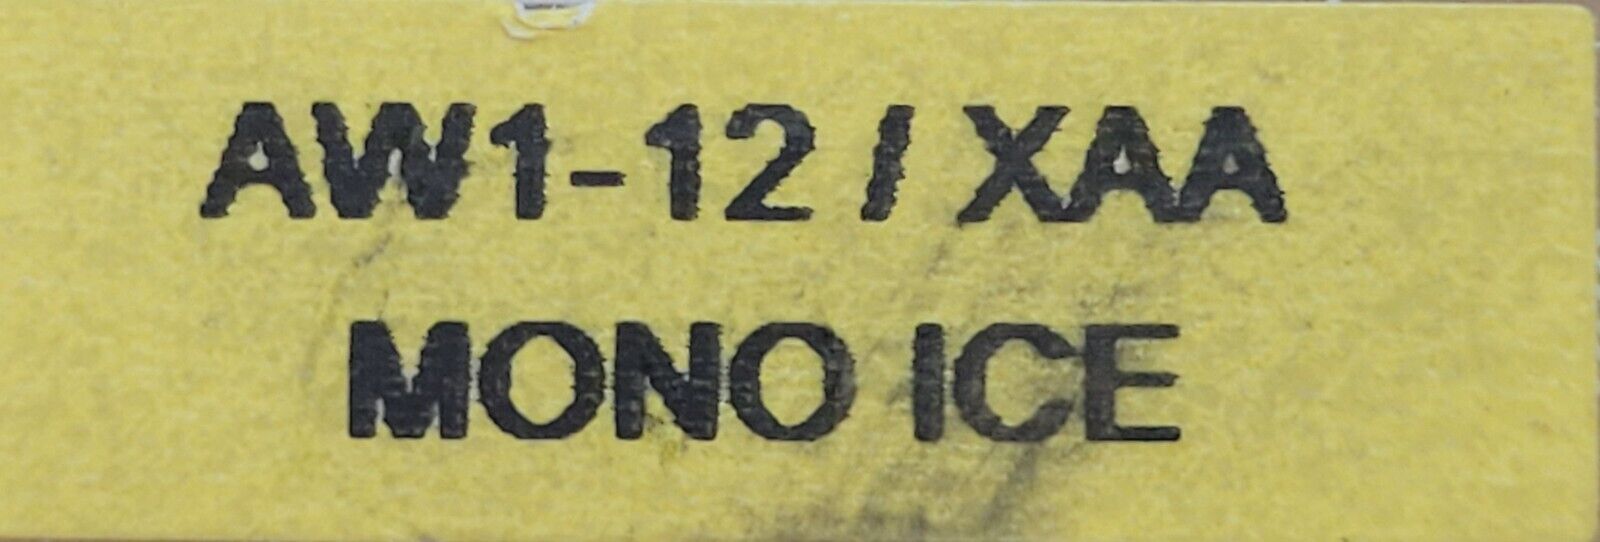 AW1-12 / XAA
MONO ICE